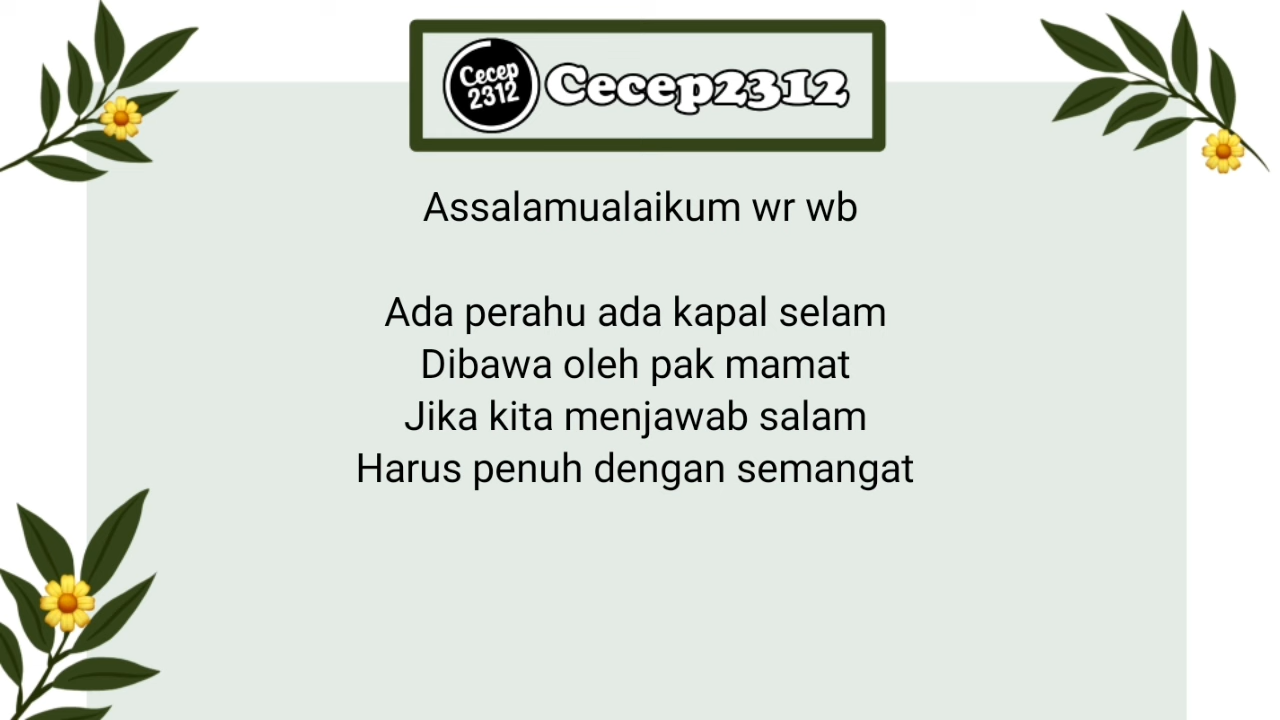 Cecep
2312
Cecep2312
Assalamualaikum wr wb
Ada perahu ada kapal selam
Dibawa oleh pak mamat
Jika kita menjawab salam
Harus penuh dengan semangat